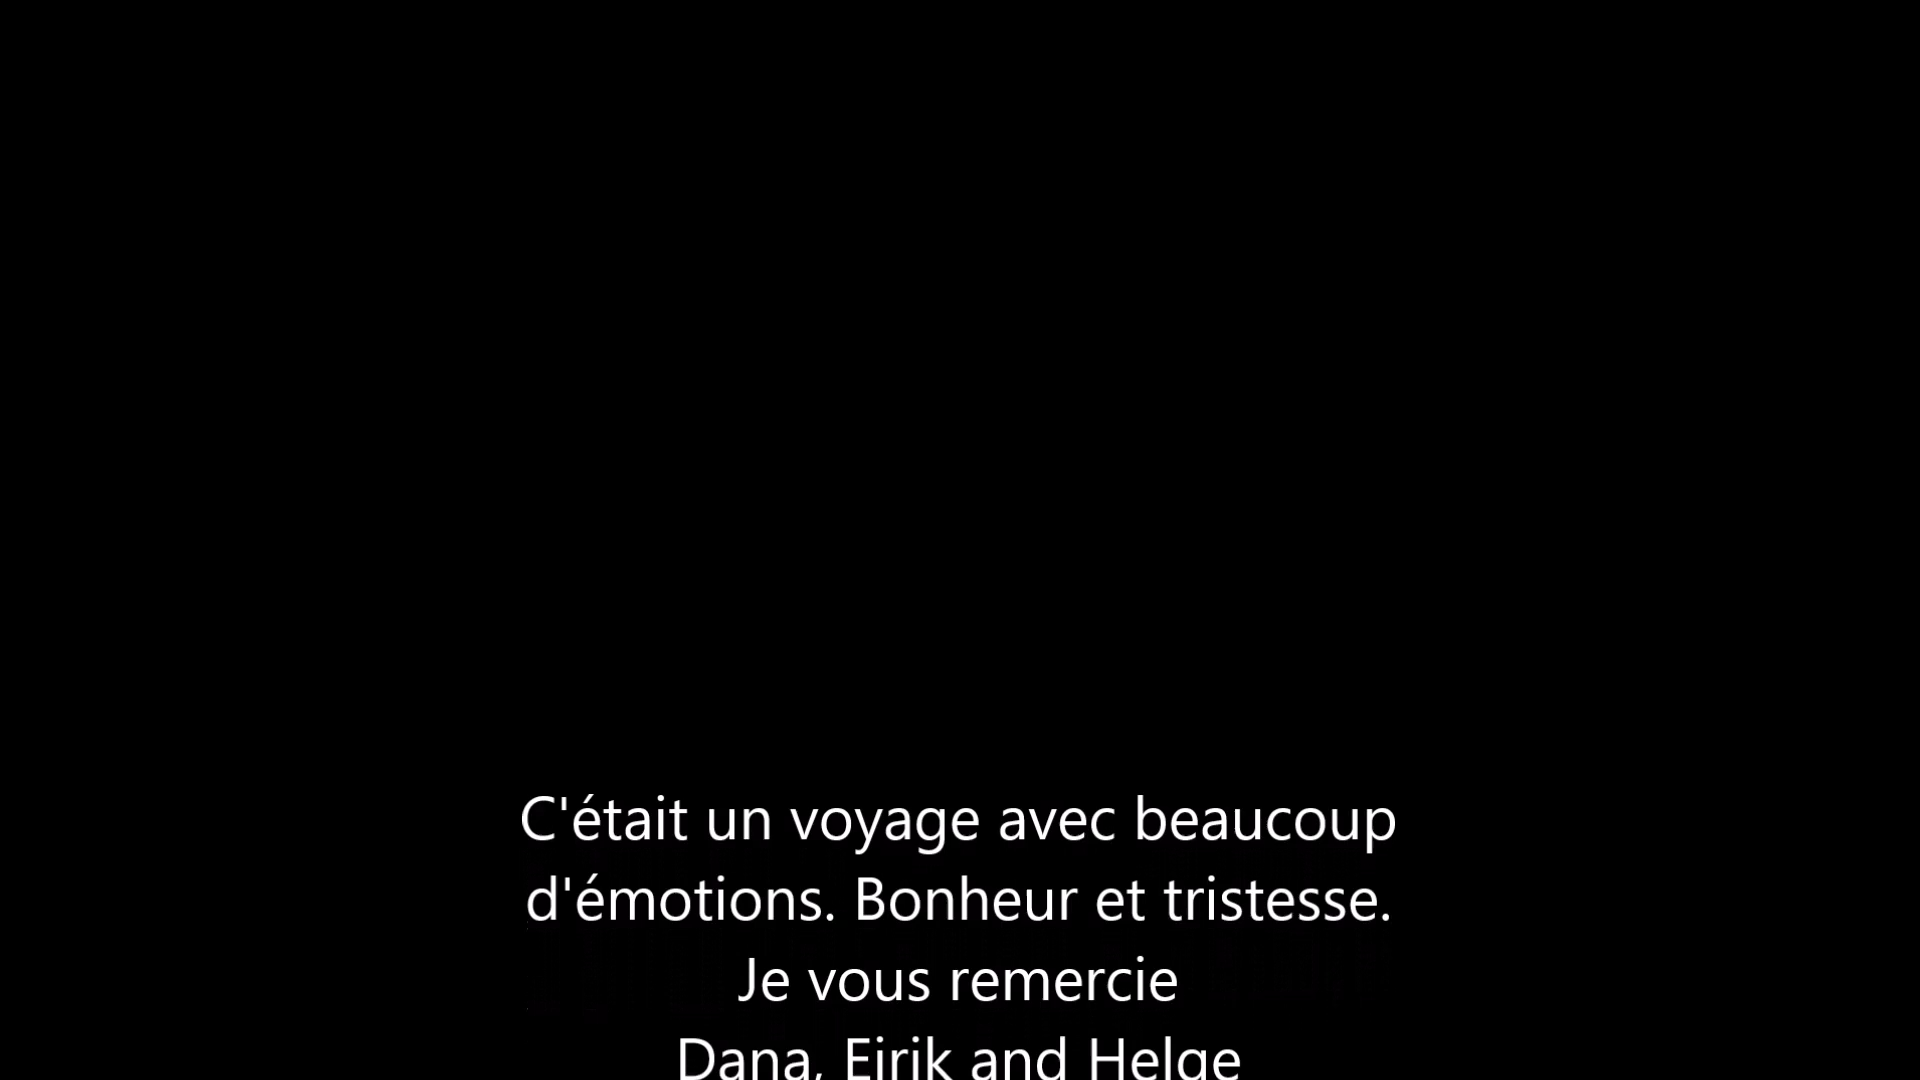 C'était un voyage avec beaucoup
d'émotions. Bonheur et tristesse.
Je vous remercie
Dana, Eirik and Helge